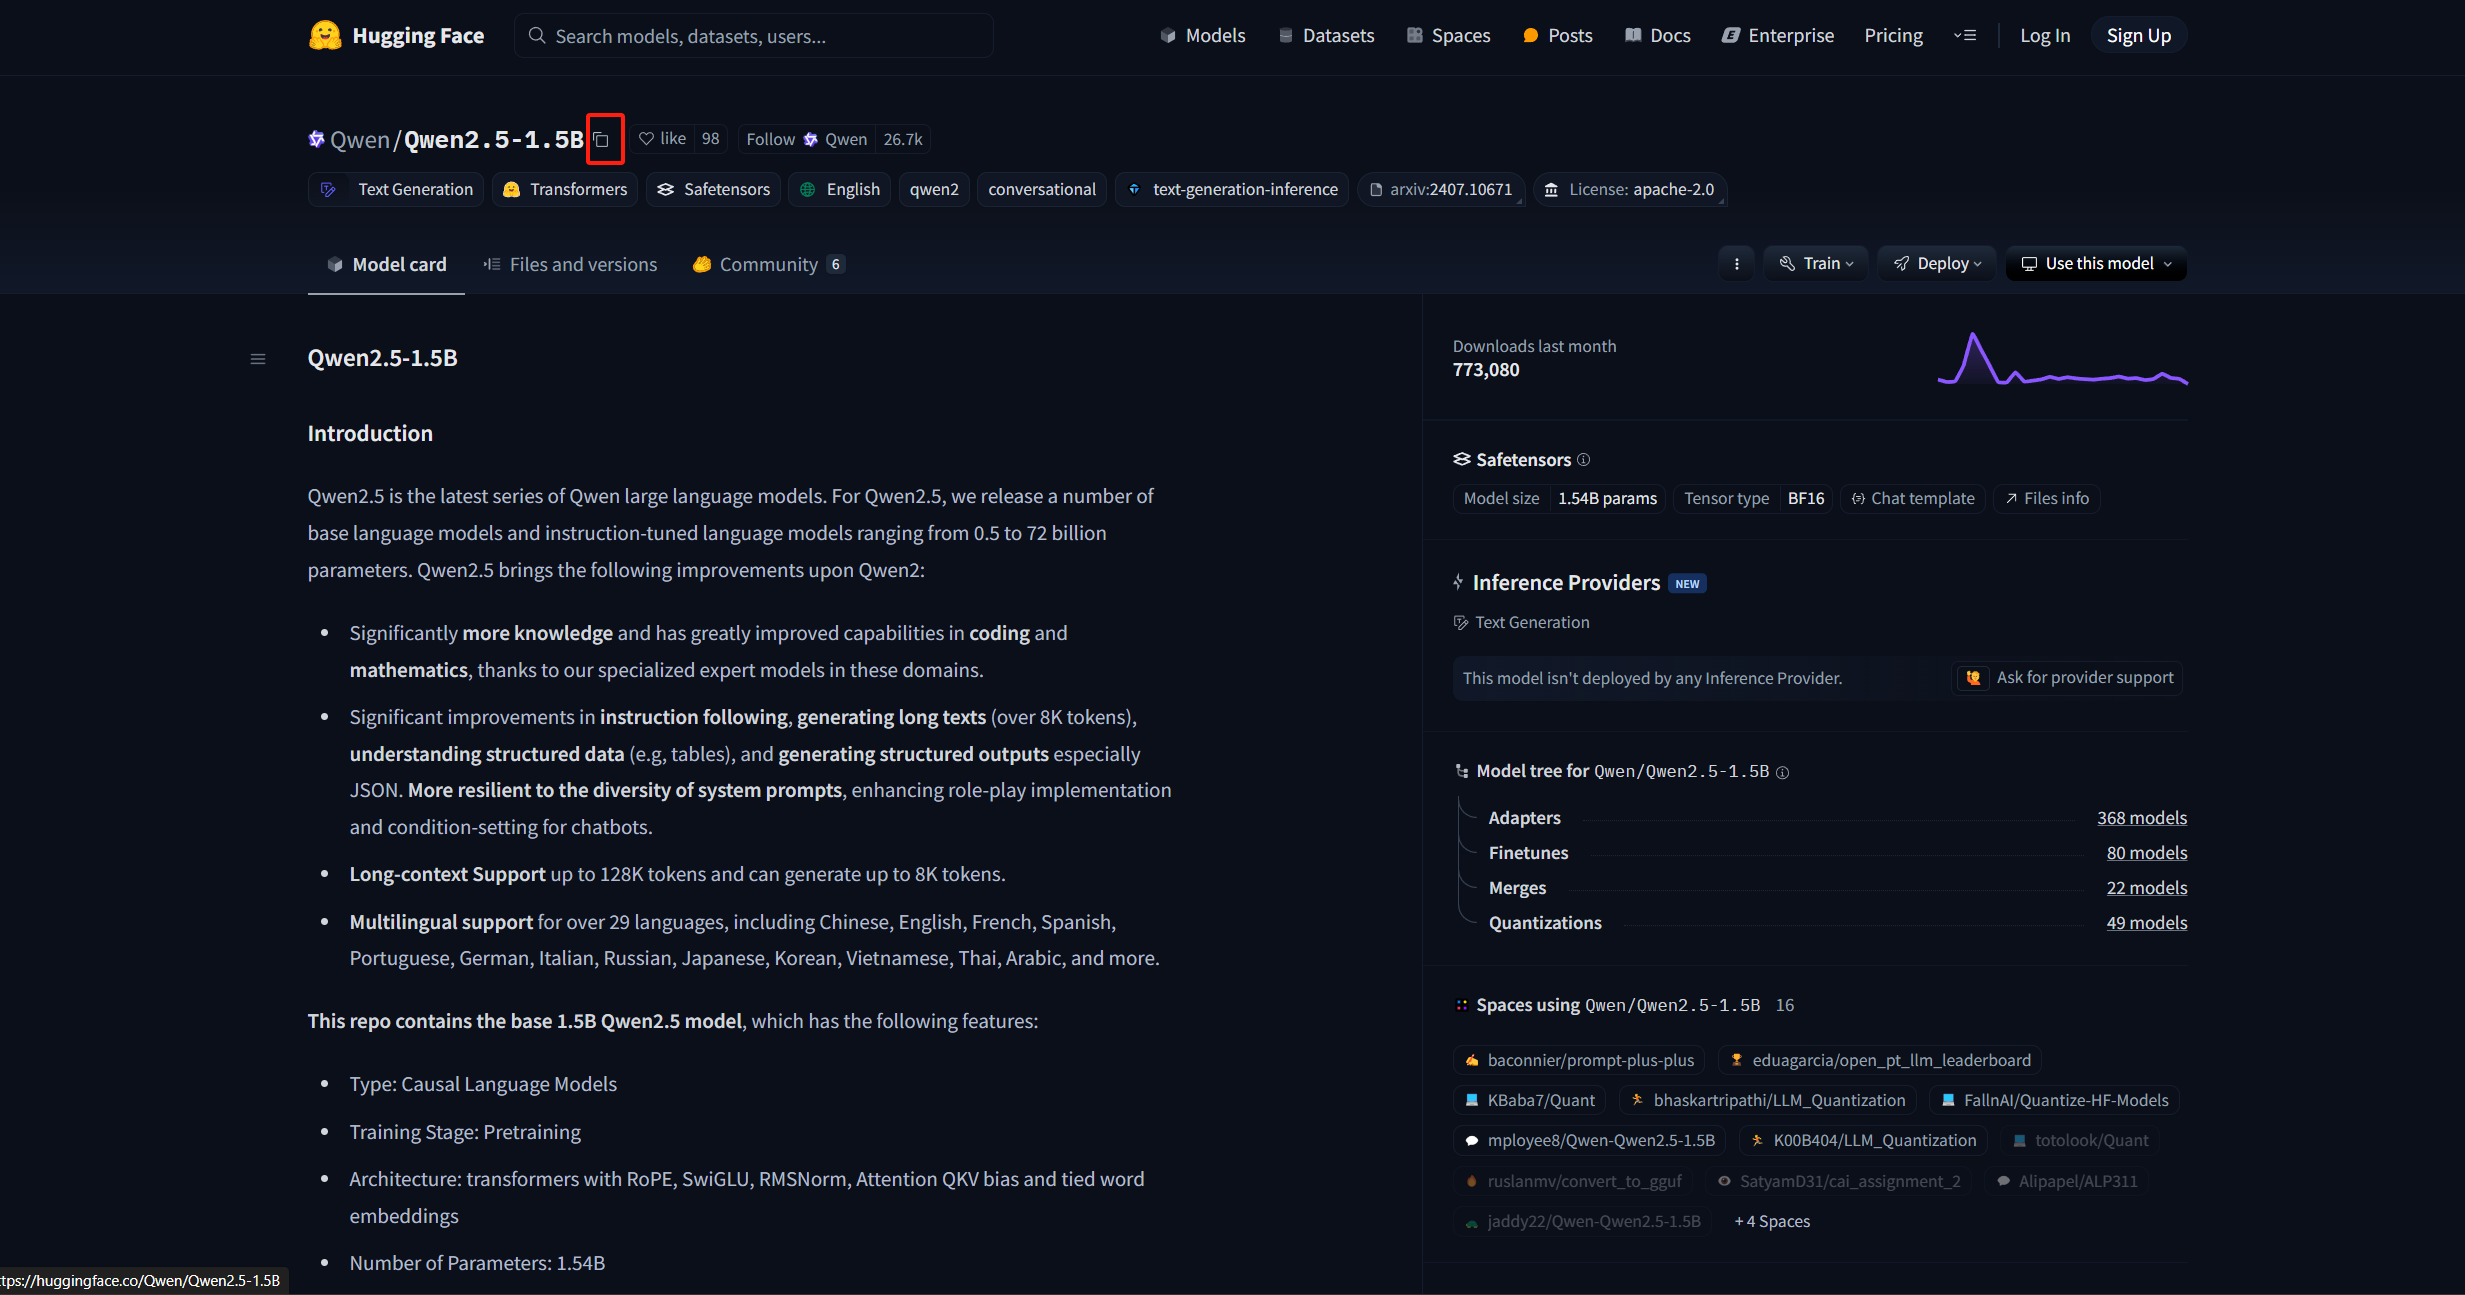 Hugging Face
Search models, datasets, users...
Models
Datasets
Spaces
Posts
Docs
Enterprise
Pricing
Log In
Sign Up
Qwen/Qwen2.5-1.5B
like 98
Follow Qwen 26.7k
Text Generation
Transformers
Safetensors
English
qwen2
conversational
text-generation-inference
arxiv:2407.10671
License: apache-2.0
Model card
Files and versions
Community 6
Train
Deploy
Use this model
Qwen2.5-1.5B
Introduction
Qwen2.5 is the latest series of Qwen large language models. For Qwen2.5, we release a number of
base language models and instruction-tuned language models ranging from 0.5 to 72 billion
parameters. Qwen2.5 brings the following improvements upon Qwen2:
Significantly more knowledge and has greatly improved capabilities in coding and
mathematics, thanks to our specialized expert models in these domains.
Significant improvements in instruction following, generating long texts (over 8K tokens),
understanding structured data (e.g, tables), and generating structured outputs especially
JSON. More resilient to the diversity of system prompts, enhancing role-play implementation
and condition-setting for chatbots.
Long-context Support up to 128K tokens and can generate up to 8K tokens.
Multilingual support for over 29 languages, including Chinese, English, French, Spanish,
Portuguese, German, Italian, Russian, Japanese, Korean, Vietnamese, Thai, Arabic, and more.
This repo contains the base 1.5B Qwen2.5 model, which has the following features:
Type: Causal Language Models
Training Stage: Pretraining
Architecture: transformers with RoPE, SwiGLU, RMSNorm, Attention QKV bias and tied word
embeddings
Number of Parameters: 1.54B
Downloads last month
773,080
Safetensors
Model size 1.54B params
Tensor type BF16
Chat template
Files info
Inference Providers NEW
Text Generation
This model isn't deployed by any Inference Provider.
Ask for provider support
Model tree for Qwen/Qwen2.5-1.5B
Adapters 368 models
Finetunes 80 models
Merges 22 models
Quantizations 49 models
Spaces using Qwen/Qwen2.5-1.5B 16
baconnier/prompt-plus-plus
eduagarcia/open_pt_llm_leaderboard
KBaba7/Quant
bhaskartripathi/LLM_Quantization
FallnAI/Quantize-HF-Models
mployee8/Qwen-Qwen2.5-1.5B
K00B404/LLM_Quantization
totolook/Quant
ruslanmv/convert_to_gguf
SatyamD31/cai_assignment_2
Alipapel/ALP311
jaddy22/Qwen-Qwen2.5-1.5B
+ 4 Spaces
tps://huggingface.co/Qwen/Qwen2.5-1.5B